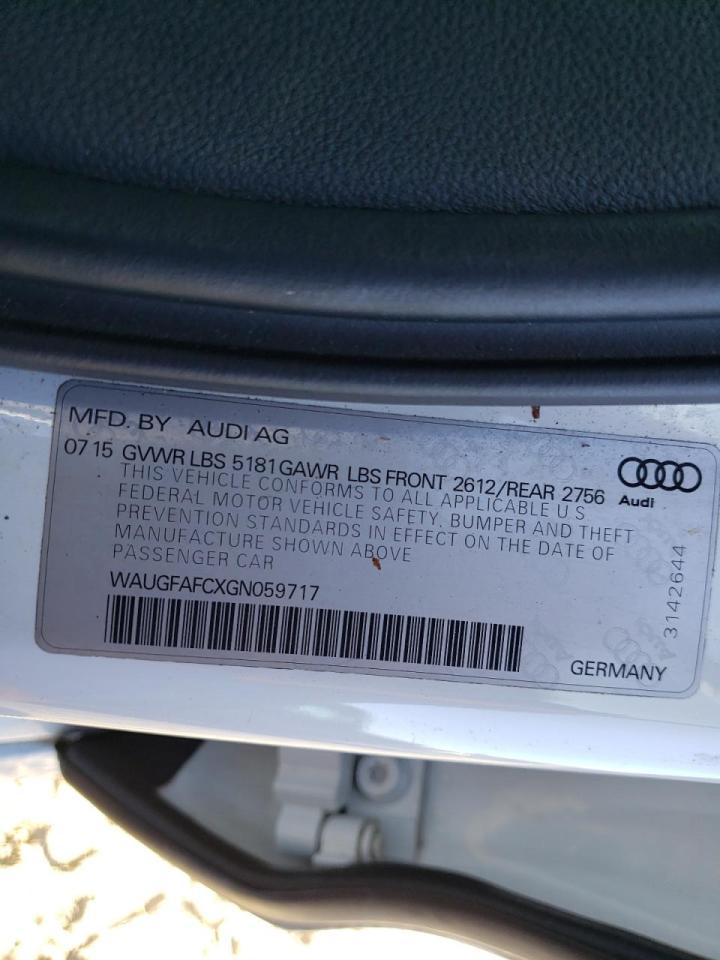 MFD. BY AUDI AG
07 15 GVWR LBS 5181 GAWR LBS FRONT 2612/REAR 2756
THIS VEHICLE CONFORMS TO ALL APPLICABLE U S
FEDERAL MOTOR VEHICLE SAFETY, BUMPER AND THEFT
PREVENTION STANDARDS IN EFFECT ON THE DATE OF
MANUFACTURE SHOWN ABOVE
PASSENGER CAR
WAUGFAFCXGN059717
Audi
3142644
GERMANY